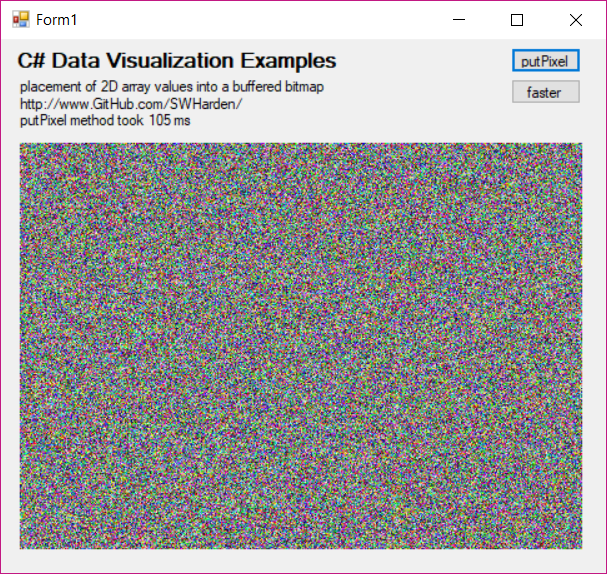 Form1
C# Data Visualization Examples
placement of 2D array values into a buffered bitmap
http://www.GitHub.com/SWHarden/
putPixel method took 105 ms
putPixel
faster